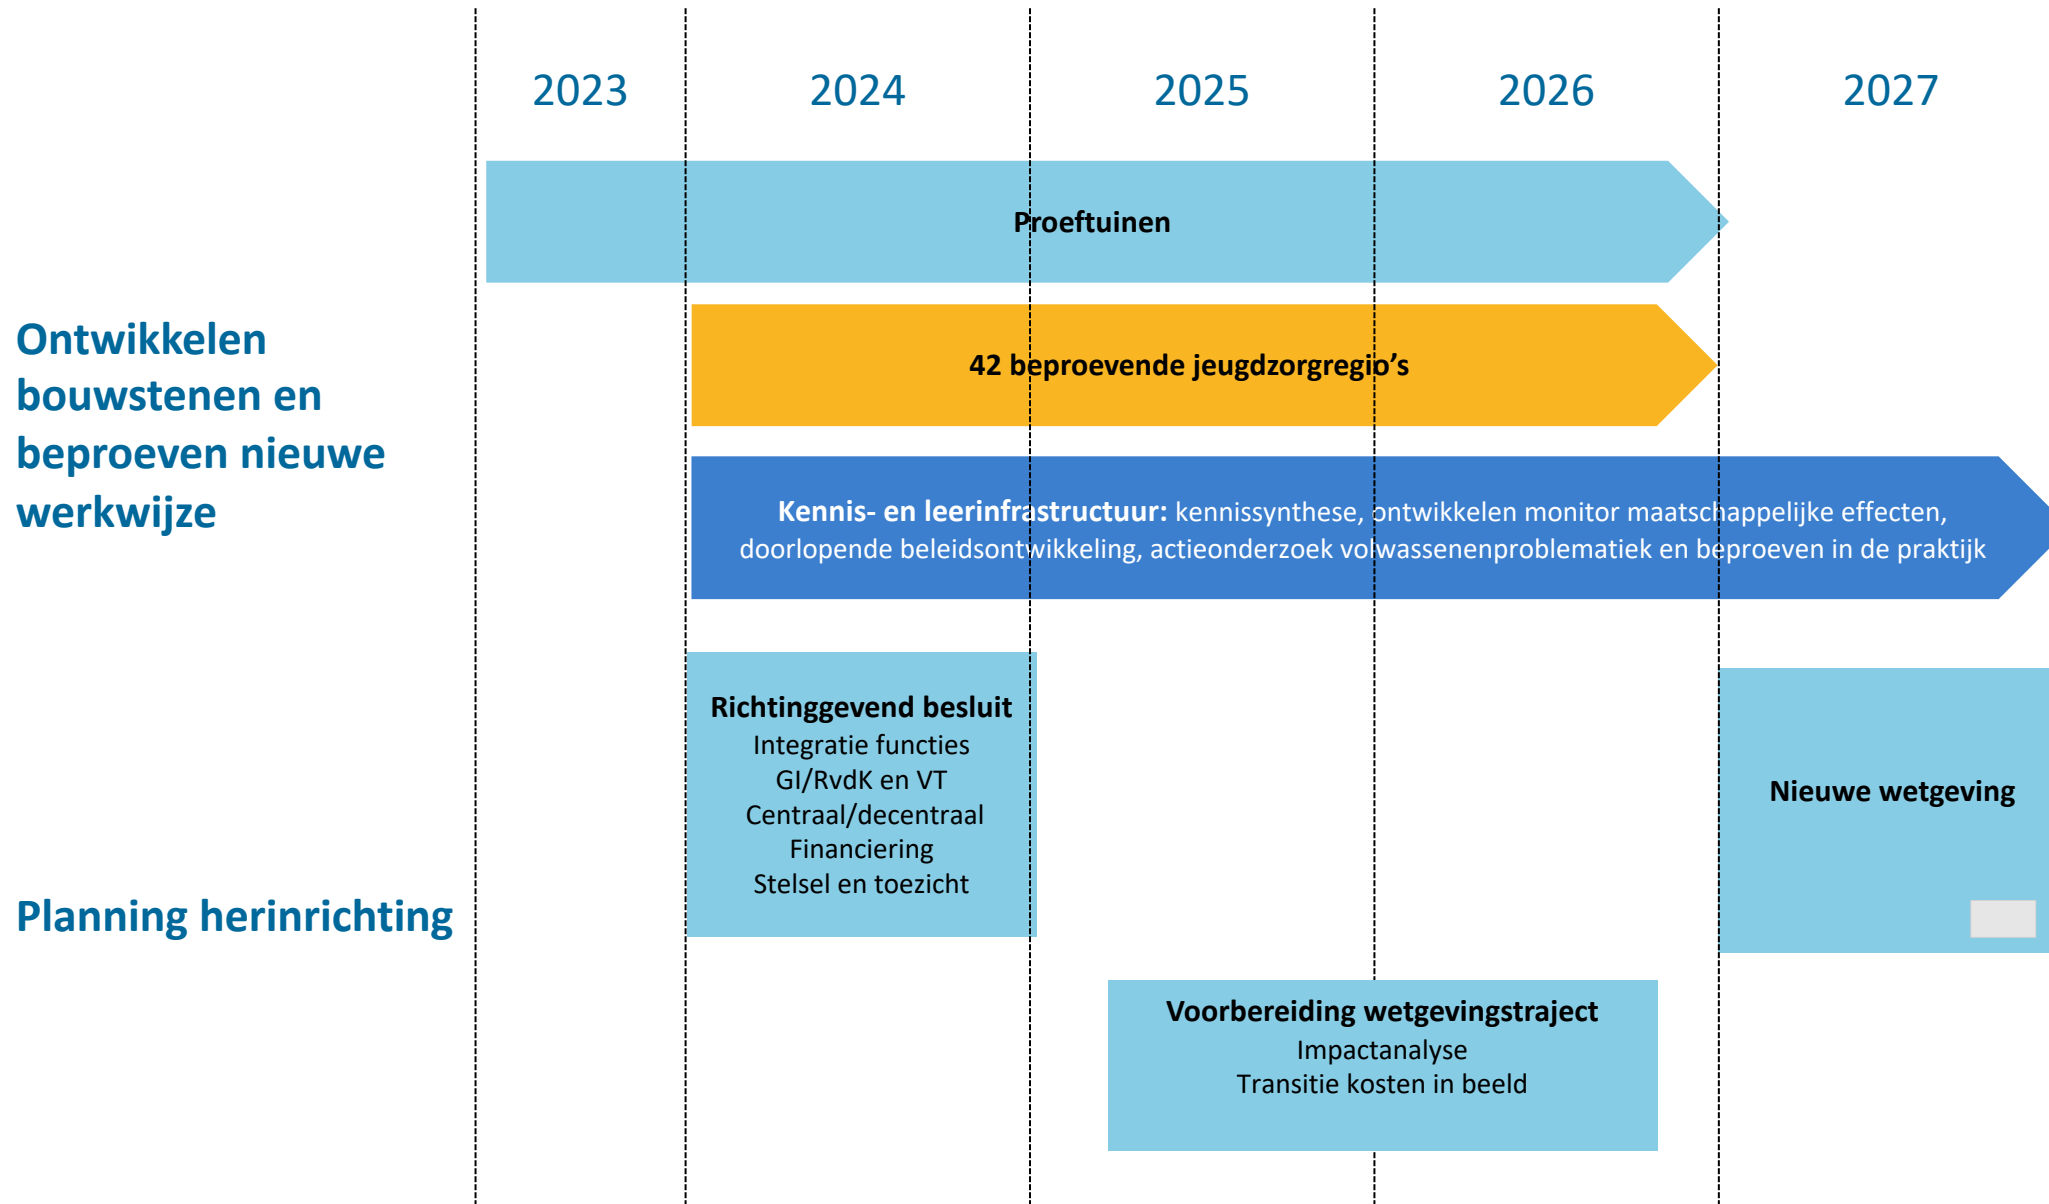 2023
2024
2025
2026
2027
Proeftuinen
Ontwikkelen
bouwstenen en
beproeven nieuwe
werkwijze
42 beproevende jeugdzorgregio’s
Kennis- en leerinfrastructuur: kennissynthese, ontwikkelen monitor maatschappelijke effecten,
doorlopende beleidsontwikkeling, actieonderzoek volwassenenproblematiek en beproeven in de praktijk
Planning herinrichting
Richtinggevend besluit
Integratie functies
GI/RvdK en VT
Centraal/decentraal
Financiering
Stelsel en toezicht
Nieuwe wetgeving
Voorbereiding wetgevingstraject
Impactanalyse
Transitie kosten in beeld